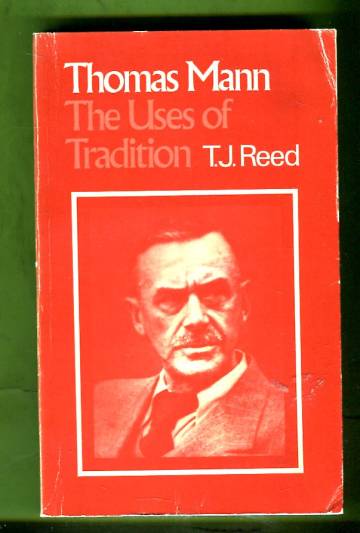 Thomas Mann
The Uses of
Tradition T.J. Reed